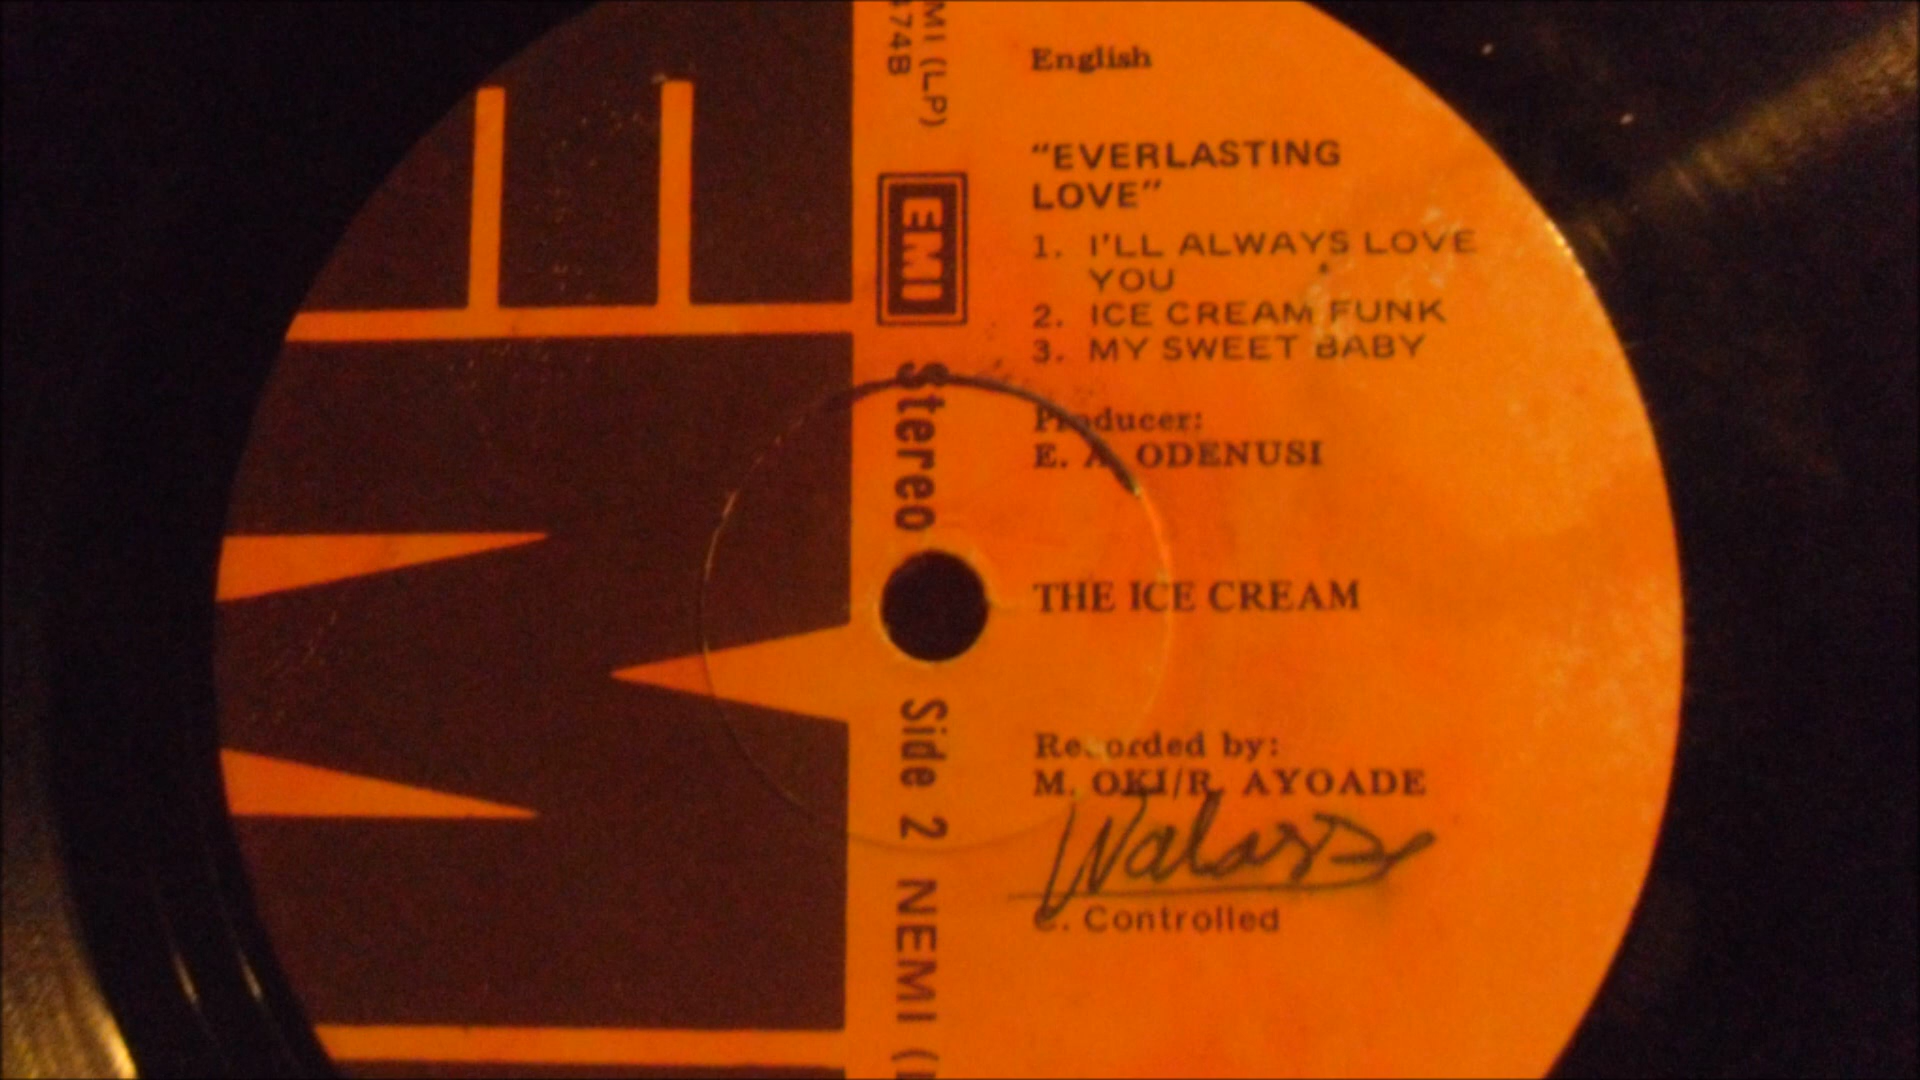 English
"EVERLASTING
LOVE"
1. I'LL ALWAYS LOVE
YOU
2. ICE CREAM FUNK
3. MY SWEET BABY
Producer:
E. A. ODENUSI
THE ICE CREAM
Recorded by:
M. OKI/R. AYOADE
C. Controlled
MI (LP)
474B
EMI
Stereo
Side 2
NEMI (